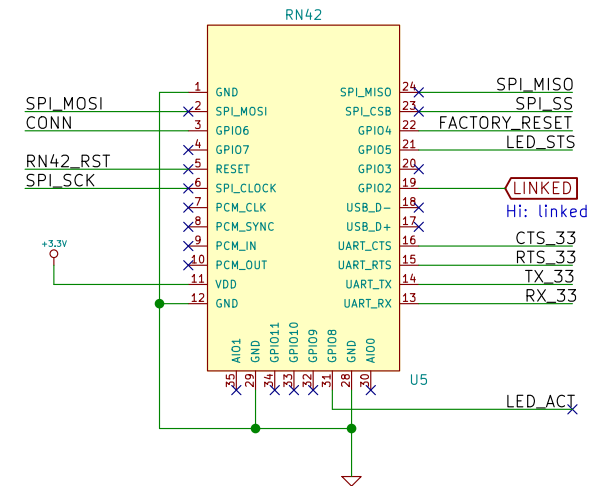 RN42
1 GND
SPI_MISO 24 SPI_MISO
SPI_MOSI 2 SPI_MOSI
SPI_CSB 23 SPI_SS
CONN 3 GPIO6
GPIO4 22 FACTORY_RESET
4 GPIO7
GPIO5 21 LED_STS
RN42_RST 5 RESET
GPIO3 20
SPI_SCK 6 SPI_CLOCK
GPIO2 19 LINKED
7 PCM_CLK
USB_D- 18
Hi: linked
8 PCM_SYNC
USB_D+ 17
9 PCM_IN
UART_CTS 16 CTS_33
+3.3V
10 PCM_OUT
UART_RTS 15 RTS_33
11 VDD
UART_TX 14 TX_33
12 GND
UART_RX 13 RX_33
AIO1 GND GPIO11 GPIO10 GPIO9 GPIO8 GND AIO0
35 29 34 33 32 31 28 30
U5
LED_ACT